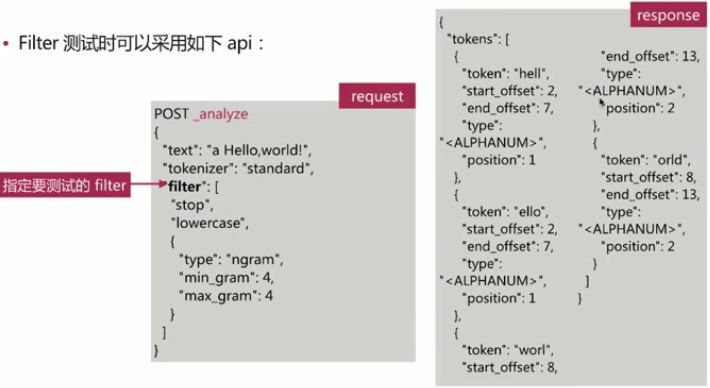 • Filter 测试时可以采用如下 api：
request
POST _analyze
{
"text": "a Hello,world!",
"tokenizer": "standard",
指定要测试的 filter
filter": [
"stop",
"lowercase",
{
"type": "ngram",
"min_gram": 4,
"max_gram": 4
}
]
}
response
{
"tokens": [
{
"token": "hell",
"start_offset": 2,
"end_offset": 7,
"type":
"<ALPHANUM>",
"position": 1
},
{
"token": "ello",
"start_offset": 2,
"end_offset": 7,
"type":
"<ALPHANUM>",
"position": 1
},
{
"token": "worl",
"start_offset": 8,
"end_offset": 13,
"type":
"<ALPHANUM>",
"position": 2
},
{
"token": "orld",
"start_offset": 8,
"end_offset": 13,
"type":
"<ALPHANUM>",
"position": 2
}
]
}